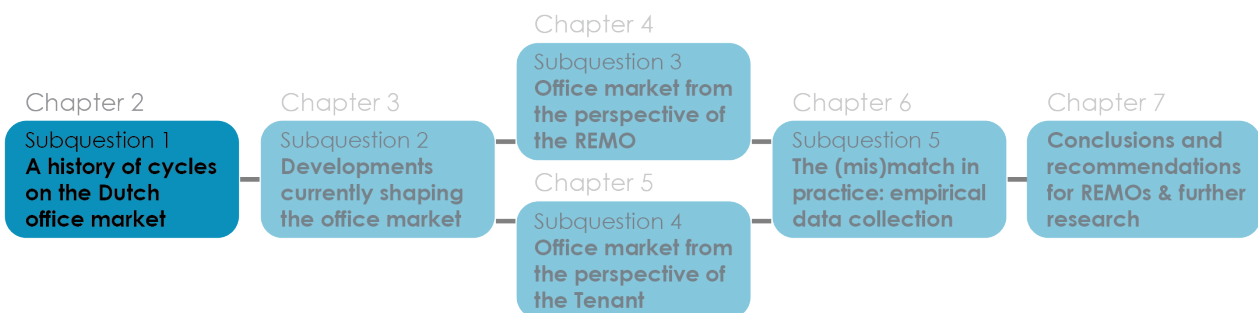 Chapter 2
Subquestion 1
A history of cycles
on the Dutch
office market
Chapter 3
Subquestion 2
Developments
currently shaping
the office market
Chapter 4
Subquestion 3
Office market from
the perspective of
the REMO
Chapter 5
Subquestion 4
Office market from
the perspective of
the Tenant
Chapter 6
Subquestion 5
The (mis)match in
practice: empirical
data collection
Chapter 7
Conclusions and
recommendations
for REMOs & further
research